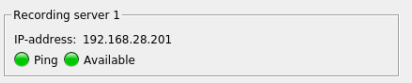 Recording server 1
IP-address: 192.168.28.201
Ping Available